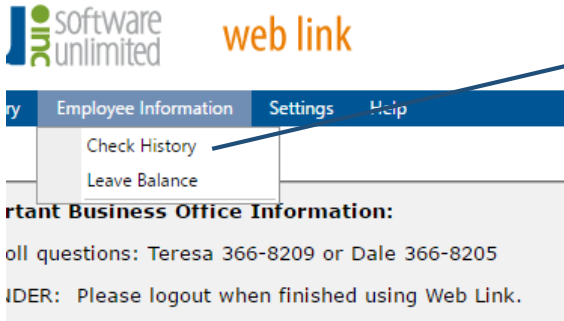 software
unlimited inc
web link
ry Employee Information Settings Help
Check History
Leave Balance
rtant Business Office Information:
oll questions: Teresa 366-8209 or Dale 366-8205
NDER: Please logout when finished using Web Link.